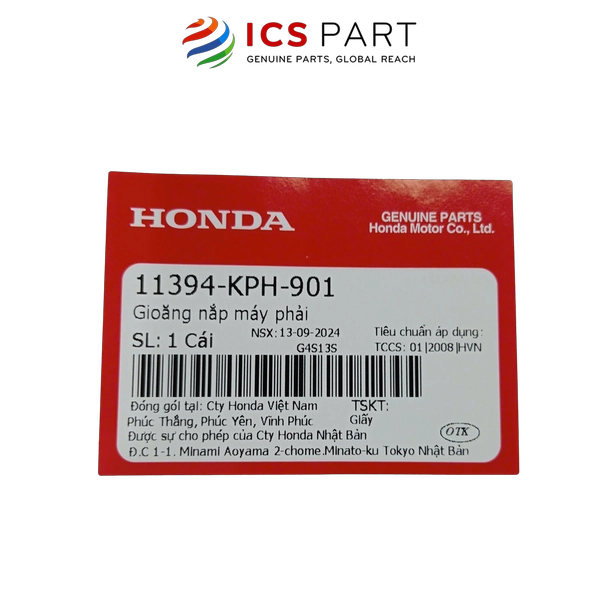 ICS PART
GENUINE PARTS, GLOBAL REACH
HONDA
GENUINE PARTS
Honda Motor Co., Ltd.
11394-KPH-901
Gioăng nắp máy phải
SL: 1 Cái
NSX: 13-09-2024
G4S13S
Tiêu chuẩn áp dụng:
TCCS: 01|2008|HVN
Đóng gói tại: Cty Honda Việt Nam
TSKT:
Phúc Thắng, Phúc Yên, Vĩnh Phúc
Giấy
Được sự cho phép của Cty Honda Nhật Bản
OTK
Đ.C 1-1. Minami Aoyama 2-chome.Minato-ku Tokyo Nhật Bản